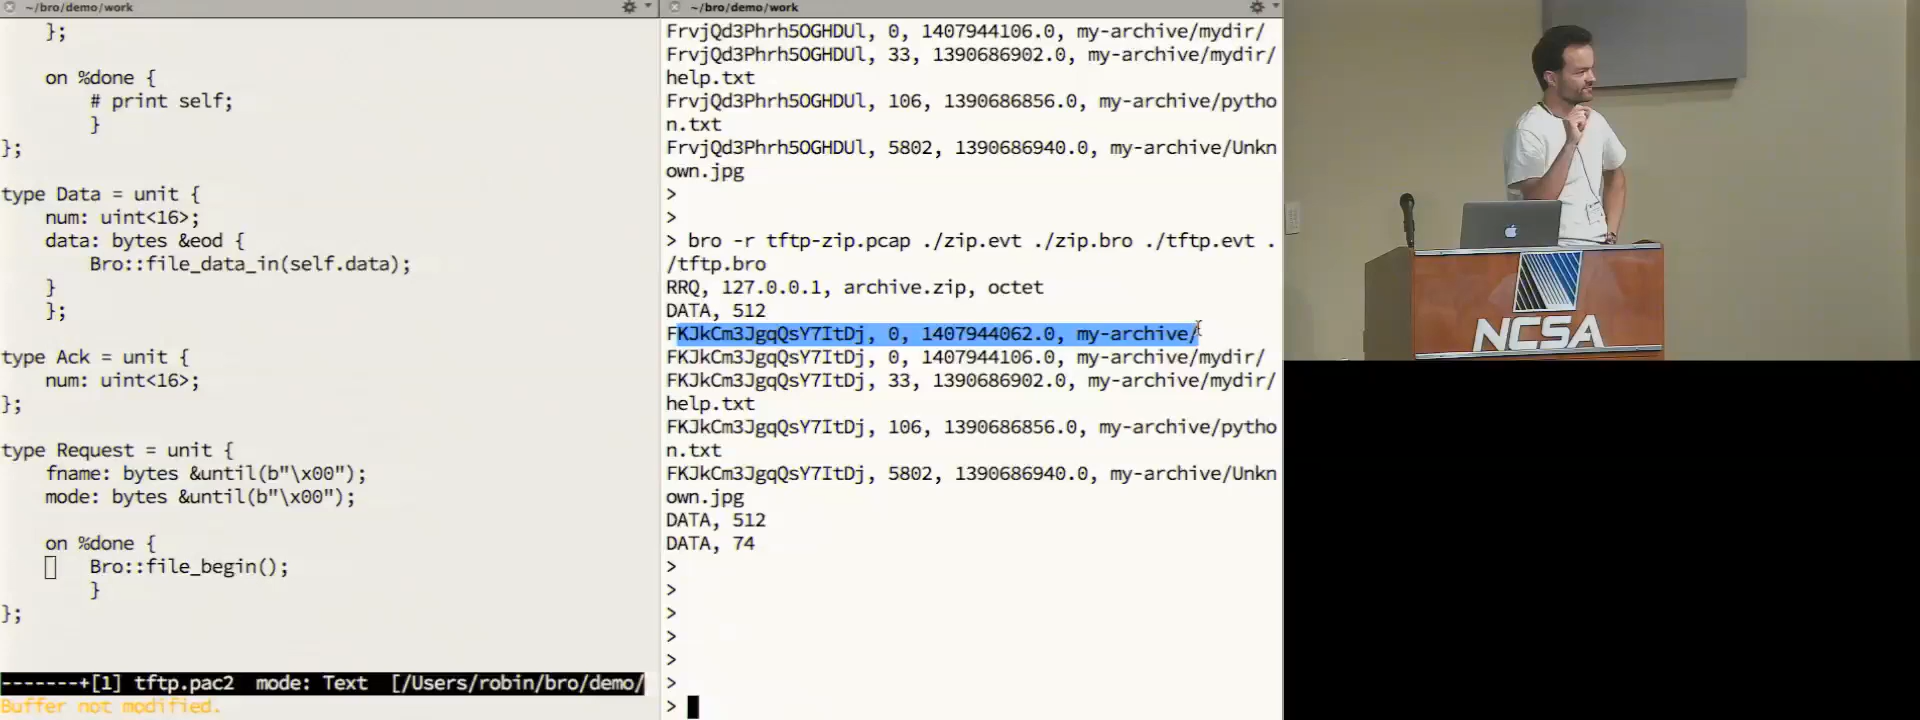 ~/bro/demo/work
};
on %done {
# print self;
}
};
type Data = unit {
num: uint<16>;
data: bytes &eod {
Bro::file_data_in(self.data);
}
};
type Ack = unit {
num: uint<16>;
};
type Request = unit {
fname: bytes &until(b"\x00");
mode: bytes &until(b"\x00");
on %done {
Bro::file_begin();
}
};
-------+[1] tftp.pac2  mode: Text  [/Users/robin/bro/demo/
Buffer not modified.
~/bro/demo/work
FrvjQd3Phrh5OGHDUl, 0, 1407944106.0, my-archive/mydir/
FrvjQd3Phrh5OGHDUl, 33, 1390686902.0, my-archive/mydir/
help.txt
FrvjQd3Phrh5OGHDUl, 106, 1390686856.0, my-archive/pytho
n.txt
FrvjQd3Phrh5OGHDUl, 5802, 1390686940.0, my-archive/Unkn
own.jpg
>
>
> bro -r tftp-zip.pcap ./zip.evt ./zip.bro ./tftp.evt .
/tftp.bro
RRQ, 127.0.0.1, archive.zip, octet
DATA, 512
FKJkCm3JgqQsY7ItDj, 0, 1407944062.0, my-archive/
FKJkCm3JgqQsY7ItDj, 0, 1407944106.0, my-archive/mydir/
FKJkCm3JgqQsY7ItDj, 33, 1390686902.0, my-archive/mydir/
help.txt
FKJkCm3JgqQsY7ItDj, 106, 1390686856.0, my-archive/pytho
n.txt
FKJkCm3JgqQsY7ItDj, 5802, 1390686940.0, my-archive/Unkn
own.jpg
DATA, 512
DATA, 74
>
>
>
>
>
>
>
NCSA